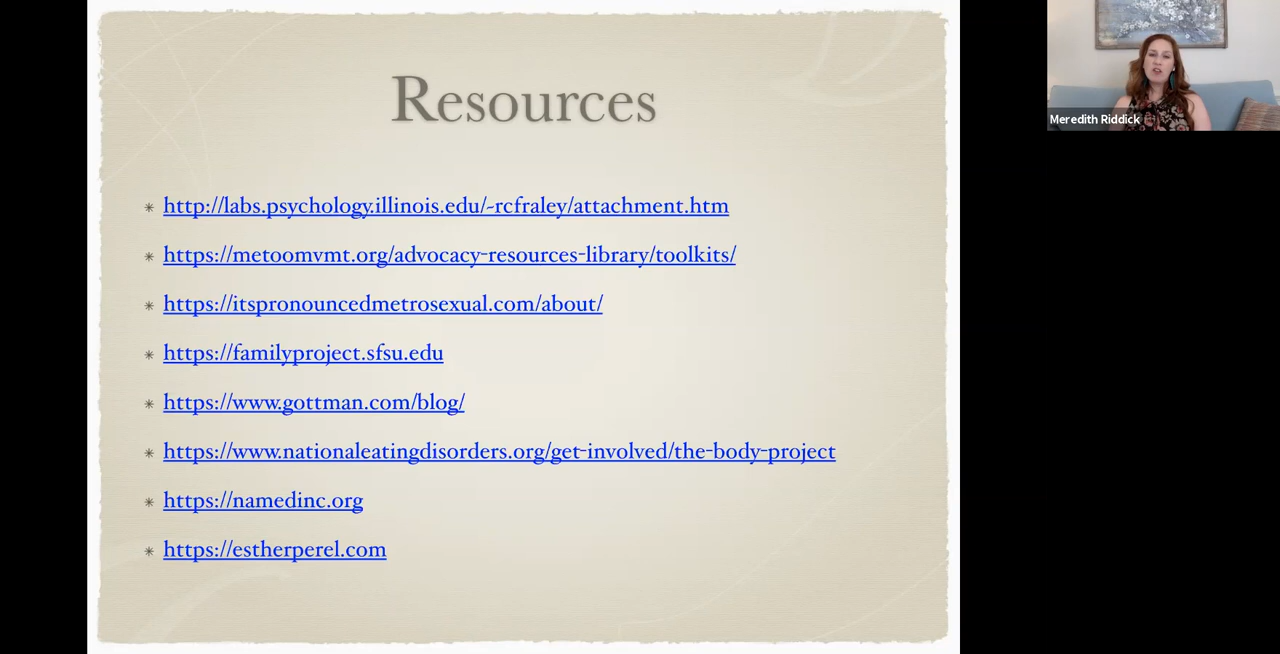 Resources
http://labs.psychology.illinois.edu/~rcfraley/attachment.htm
https://metoomvmt.org/advocacy-resources-library/toolkits/
https://itspronouncedmetrosexual.com/about/
https://familyproject.sfsu.edu
https://www.gottman.com/blog/
https://www.nationaleatingdisorders.org/get-involved/the-body-project
https://namedinc.org
https://estherperel.com
Meredith Riddick